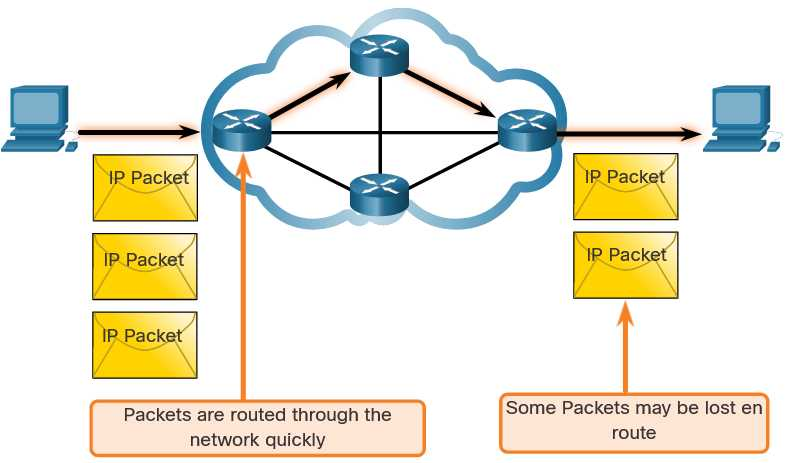 IP Packet
IP Packet
IP Packet
IP Packet
IP Packet
Packets are routed through the
network quickly
Some Packets may be lost en
route